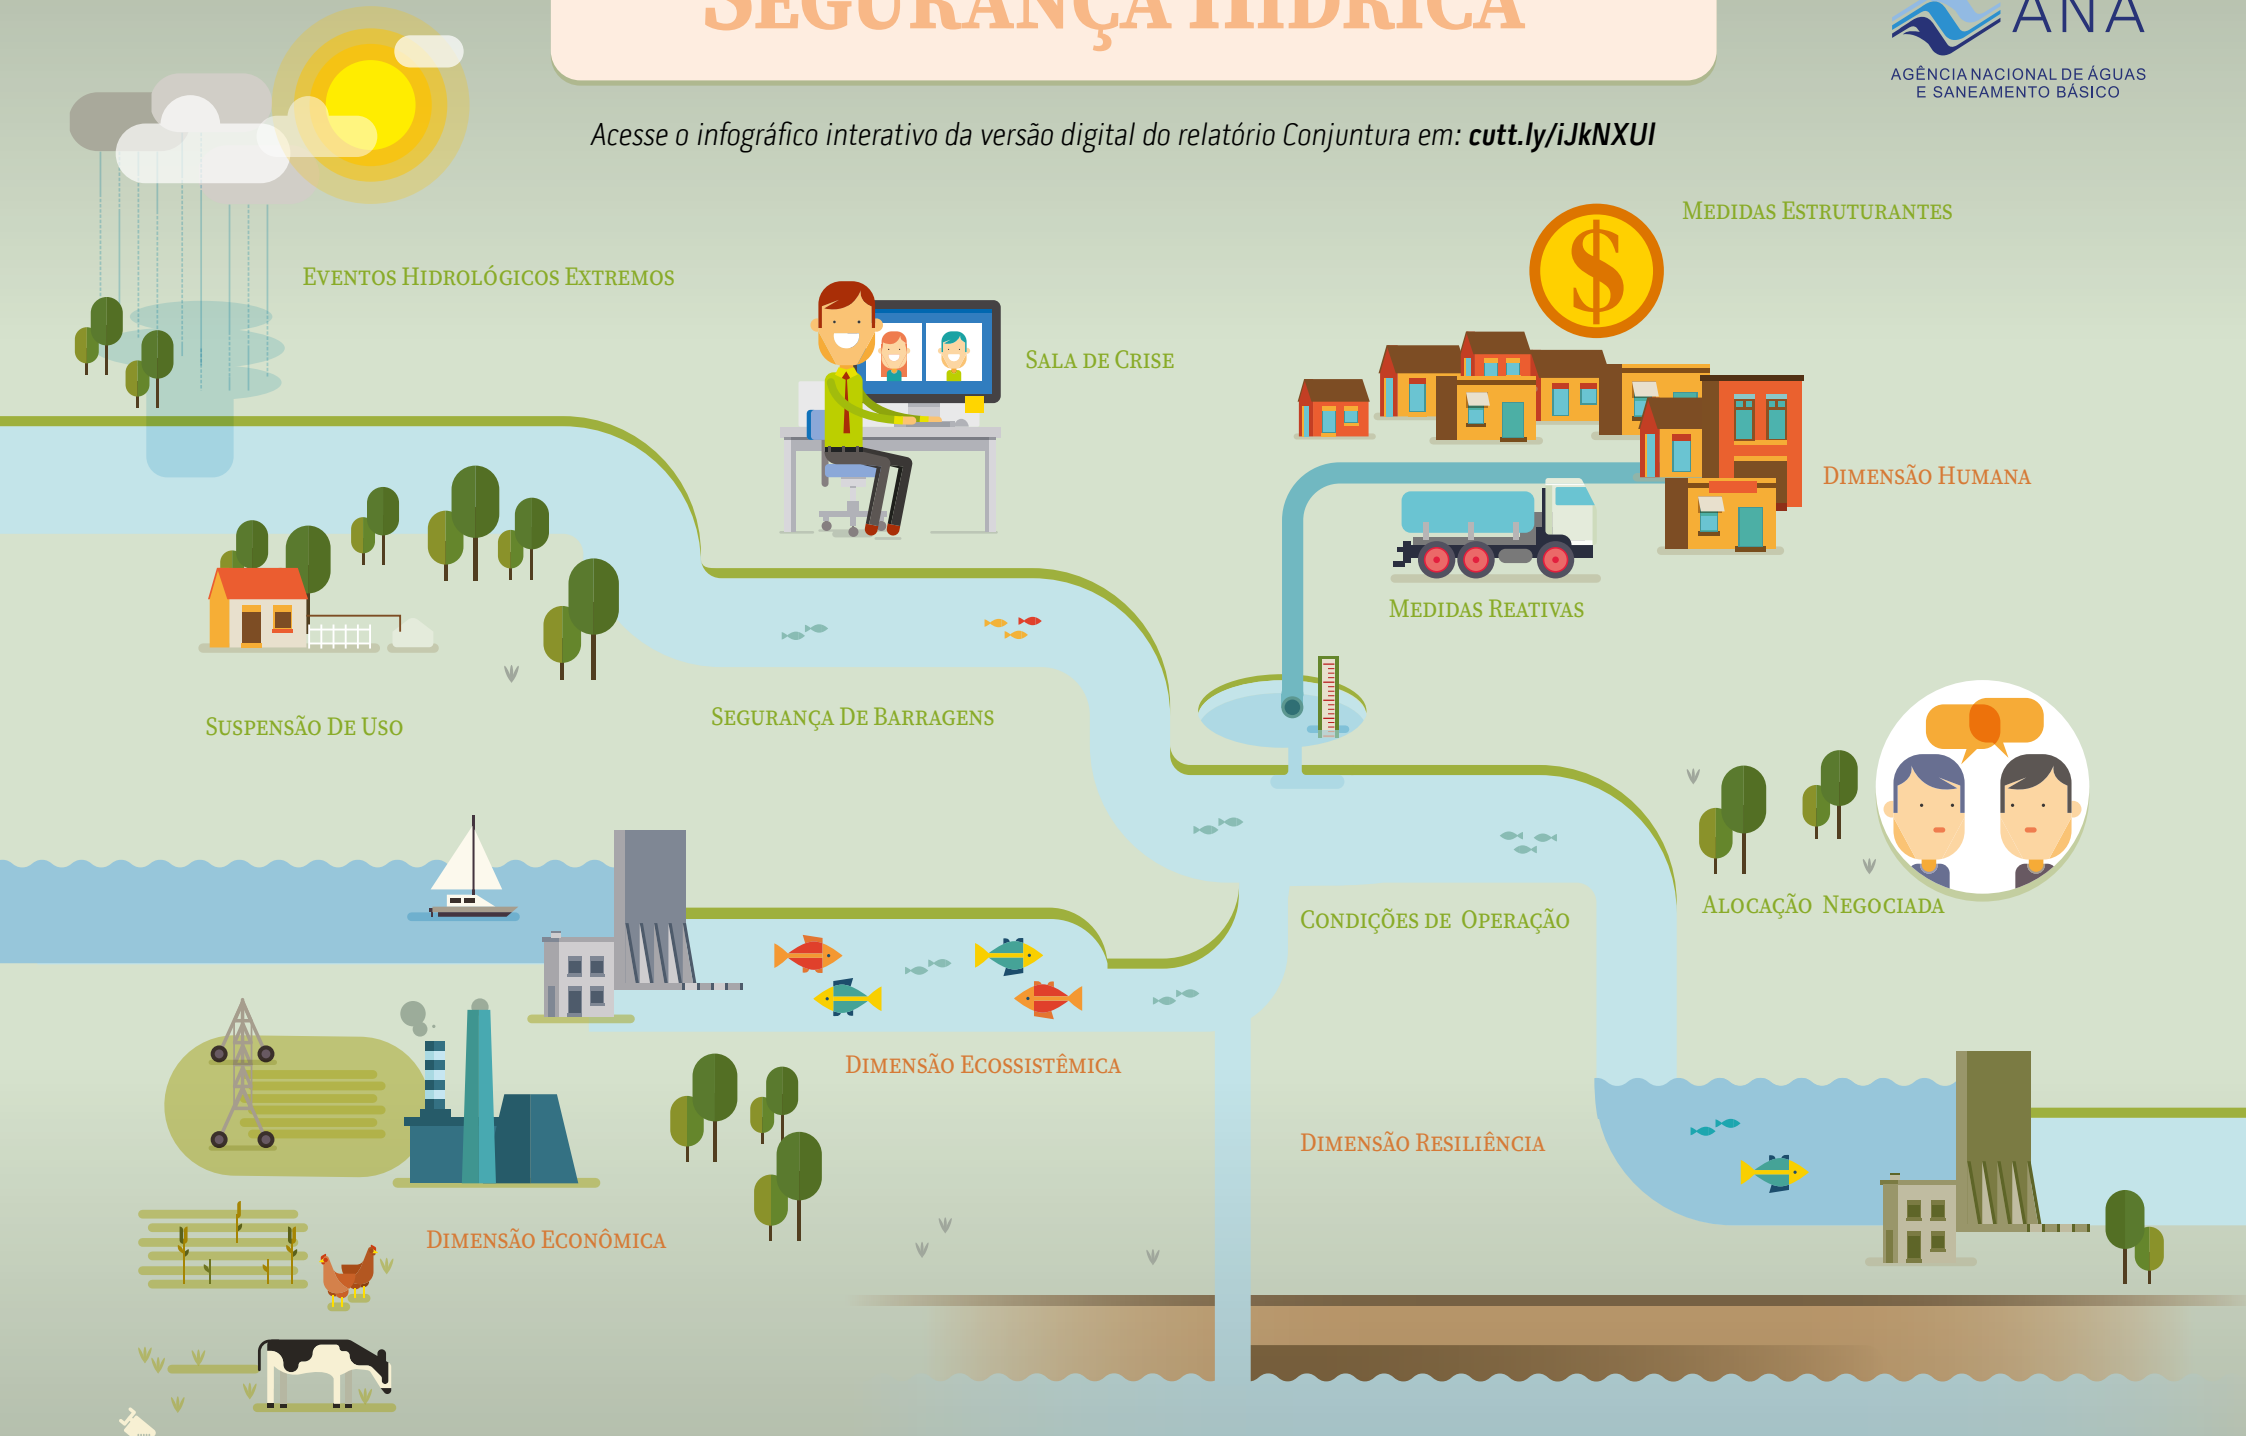 SEGURANÇA HÍDRICA
ANA
AGÊNCIA NACIONAL DE ÁGUAS
E SANEAMENTO BÁSICO
Acesse o infográfico interativo da versão digital do relatório Conjuntura em: cutt.ly/iJkNXUl
MEDIDAS ESTRUTURANTES
$
EVENTOS HIDROLÓGICOS EXTREMOS
SALA DE CRISE
DIMENSÃO HUMANA
MEDIDAS REATIVAS
SUSPENSÃO DE USO
SEGURANÇA DE BARRAGENS
CONDIÇÕES DE OPERAÇÃO
ALOCAÇÃO NEGOCIADA
DIMENSÃO ECOSSISTÊMICA
DIMENSÃO RESILIÊNCIA
DIMENSÃO ECONÔMICA